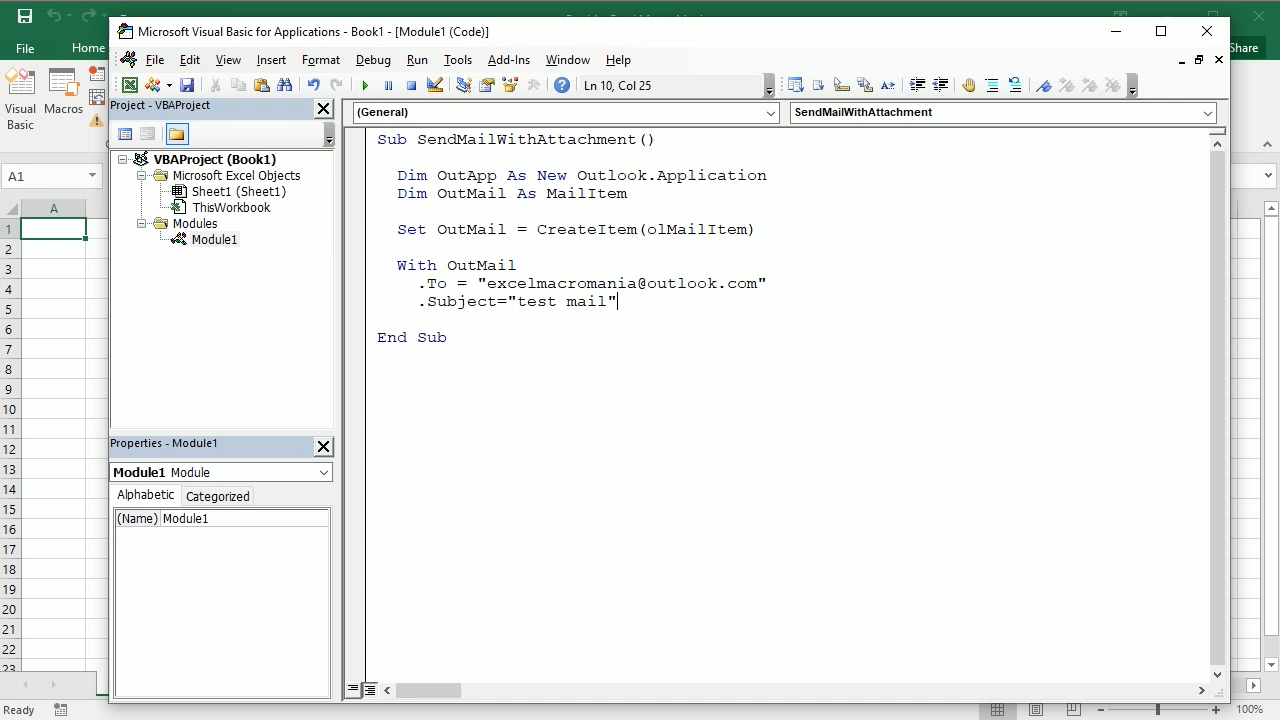 Microsoft Visual Basic for Applications - Book1 - [Module1 (Code)]
File
Home
Share
File Edit View Insert Format Debug Run Tools Add-Ins Window Help
Visual Basic
Macros
Ln 10, Col 25
Project - VBAProject
(General)
SendMailWithAttachment
VBAProject (Book1)
Microsoft Excel Objects
Sheet1 (Sheet1)
ThisWorkbook
Modules
Module1
A1
A
1
2
3
4
5
6
7
8
9
10
11
12
13
14
15
16
17
18
19
20
21
22
23
Sub SendMailWithAttachment()
Dim OutApp As New Outlook.Application
Dim OutMail As MailItem
Set OutMail = CreateItem(olMailItem)
With OutMail
.To = "excelmacromania@outlook.com"
.Subject="test mail"
End Sub
Properties - Module1
Module1 Module
Alphabetic Categorized
(Name) Module1
Ready
100%